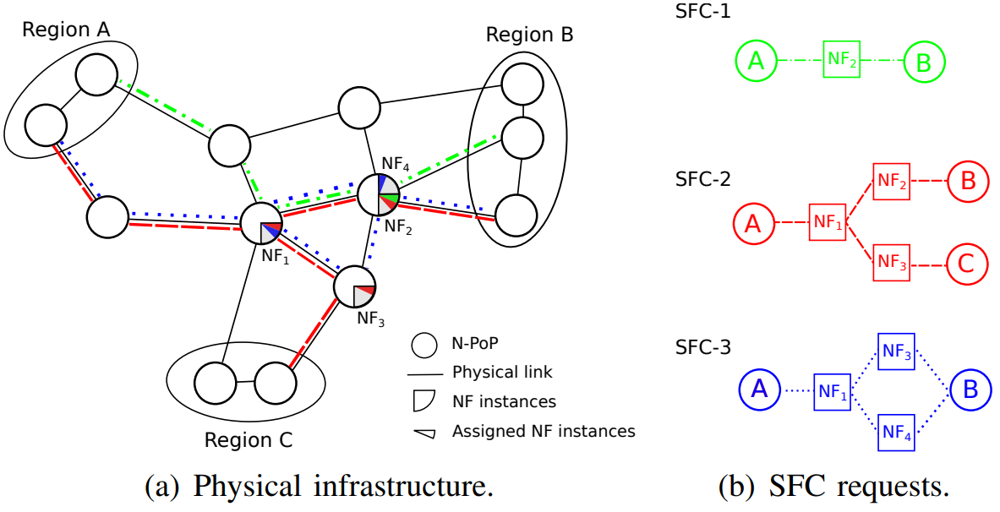 Region A
Region B
NF4
NF2
NF1
NF3
Region C
N-PoP
Physical link
NF instances
Assigned NF instances
(a) Physical infrastructure.
SFC-1
A
NF2
B
SFC-2
A
NF1
NF2
B
NF3
C
SFC-3
A
NF1
NF3
NF4
B
(b) SFC requests.